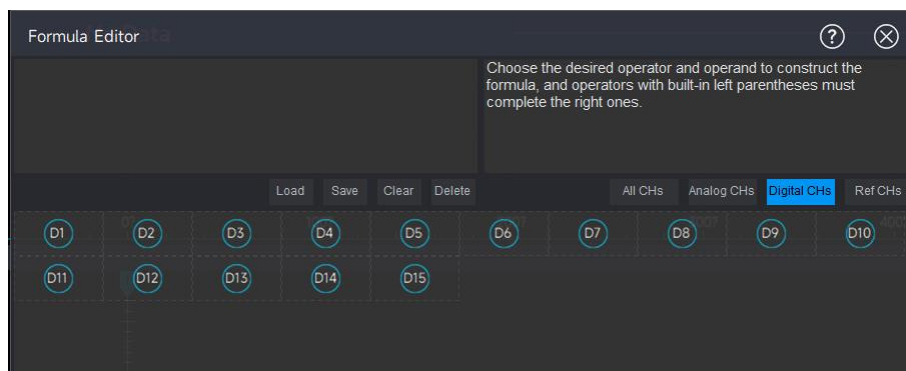 Formula Editor
Choose the desired operator and operand to construct the
formula, and operators with built-in left parentheses must
complete the right ones.
Load Save Clear Delete All CHs Analog CHs Digital CHs Ref CHs
D1 D2 D3 D4 D5 D6 D7 D8 D9 D10
D11 D12 D13 D14 D15